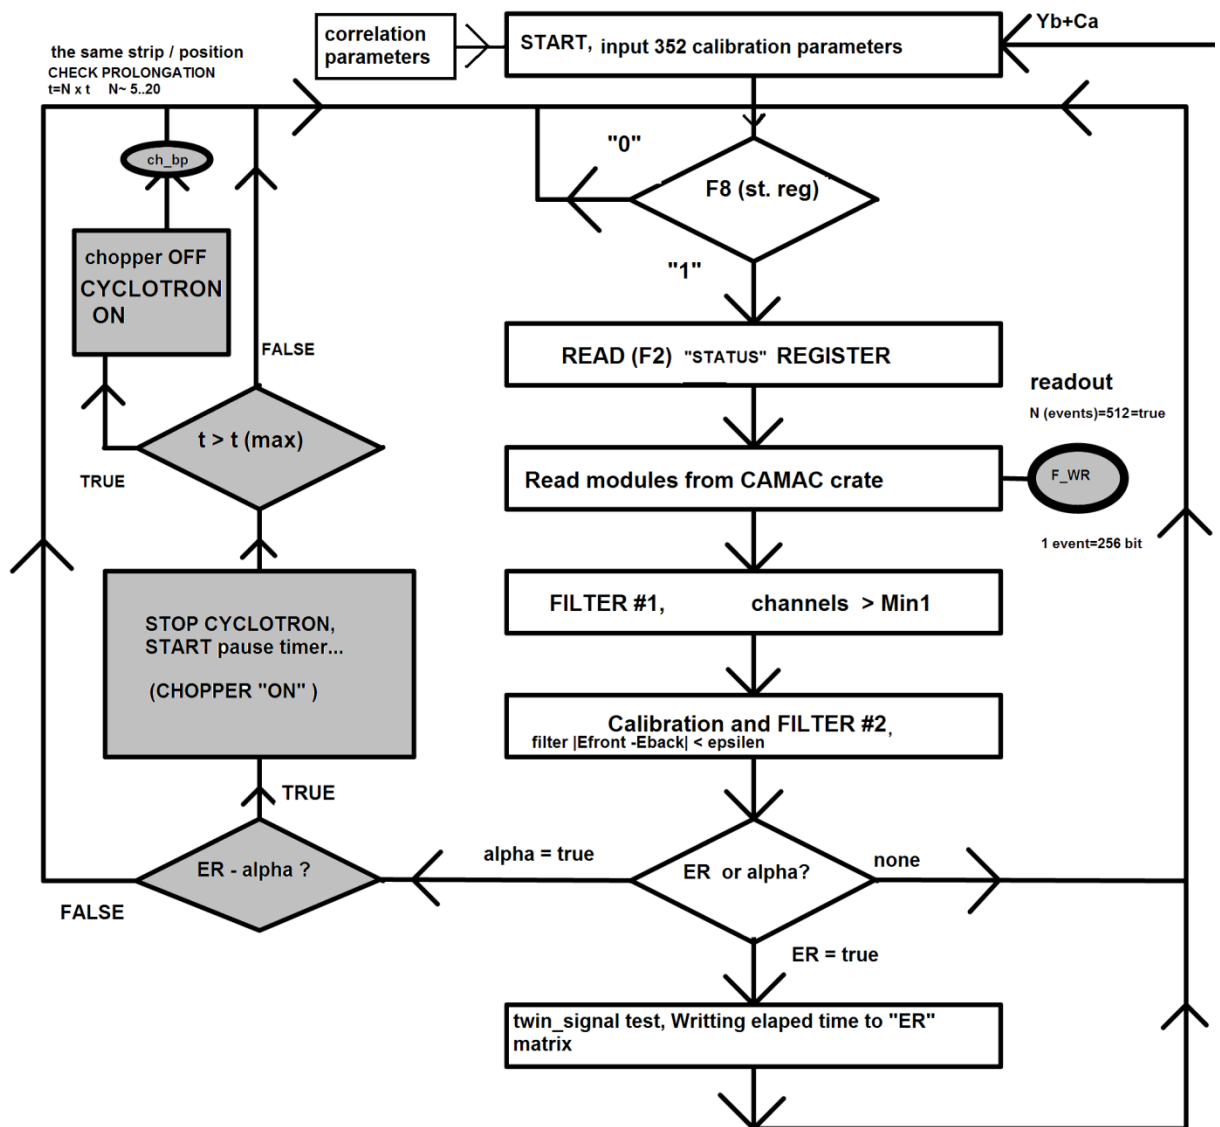 Yb+Ca
correlation
parameters
START, input 352 calibration parameters
the same strip / position
CHECK PROLONGATION
t=N x t N~ 5..20
ch_bp
"0"
F8 (st. reg)
"1"
chopper OFF
CYCLOTRON
ON
FALSE
READ (F2) "STATUS" REGISTER
readout
N (events)=512=true
t > t (max)
TRUE
Read modules from CAMAC crate
F_WR
1 event=256 bit
STOP CYCLOTRON,
START pause timer...
(CHOPPER "ON" )
FILTER #1, channels > Min1
Calibration and FILTER #2,
filter |Efront -Eback| < epsilen
TRUE
ER - alpha ?
FALSE
alpha = true
ER or alpha?
none
ER = true
twin_signal test, Writting elaped time to "ER"
matrix